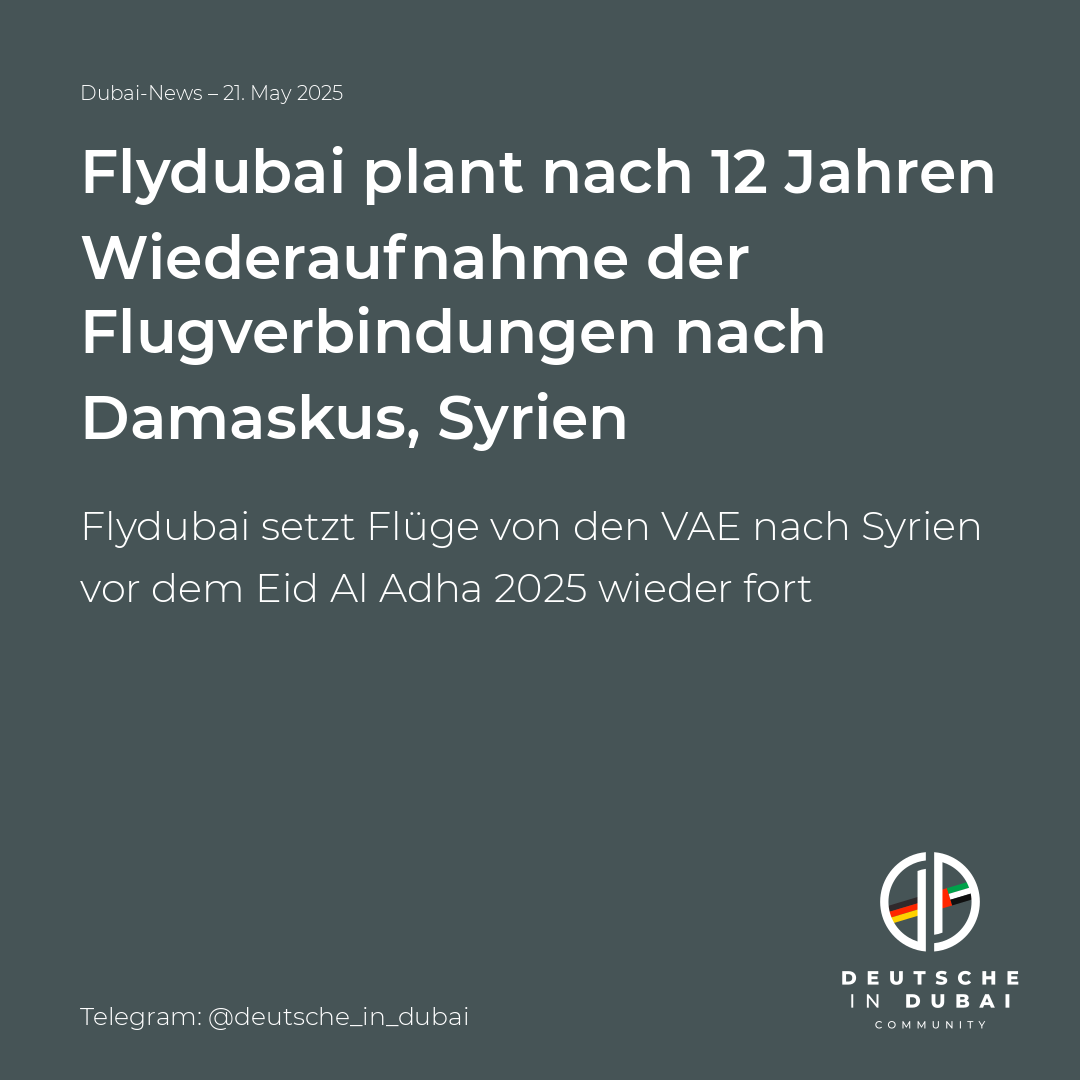 Dubai-News – 21. May 2025
Flydubai plant nach 12 Jahren
Wiederaufnahme der
Flugverbindungen nach
Damaskus, Syrien
Flydubai setzt Flüge von den VAE nach Syrien
vor dem Eid Al Adha 2025 wieder fort
DEUTSCHE
IN DUBAI
COMMUNITY
Telegram: @deutsche_in_dubai